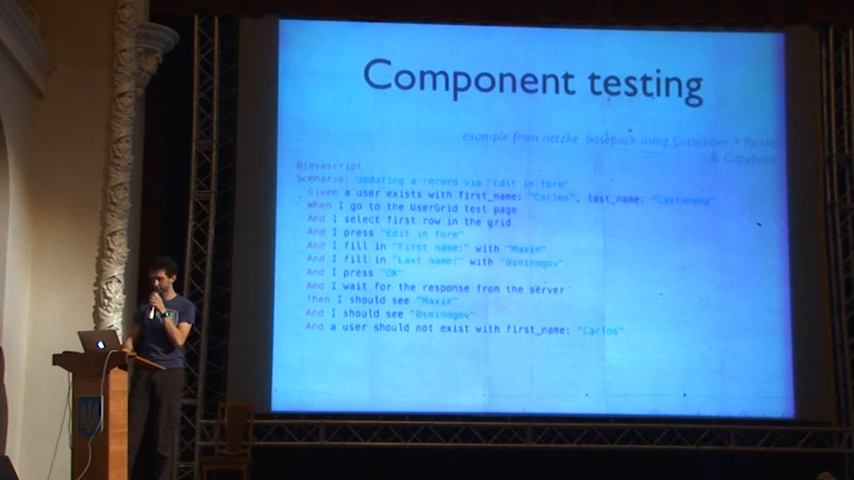 Component testing
example from netzke-basepack using Cucumber + Pickle
& Capybara
@javascript
Scenario: Updating a record via "Edit in form"
Given a user exists with first_name: "Carlos", last_name: "Castaneda"
When I go to the UserGrid test page
And I select first row in the grid
And I press "Edit in form"
And I fill in "First name:" with "Maxim"
And I fill in "Last name:" with "Osminogov"
And I press "OK"
And I wait for the response from the server
Then I should see "Maxim"
And I should see "Osminogov"
And a user should not exist with first_name: "Carlos"